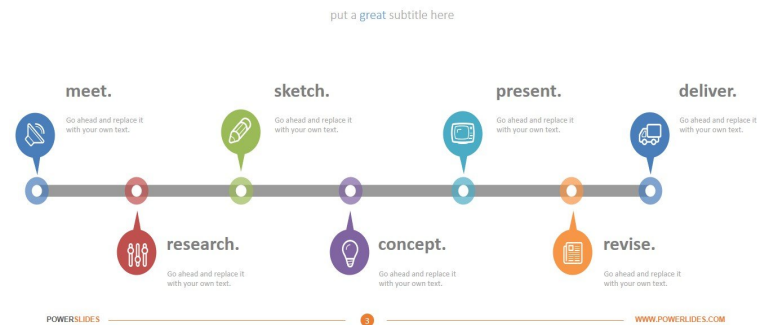 put a great subtitle here
meet.
Go ahead and replace it
with your own text.
sketch.
Go ahead and replace it
with your own text.
present.
Go ahead and replace it
with your own text.
deliver.
Go ahead and replace it
with your own text.
research.
Go ahead and replace it
with your own text.
concept.
Go ahead and replace it
with your own text.
revise.
Go ahead and replace it
with your own text.
POWERSLIDES
3
WWW.POWERLIDES.COM